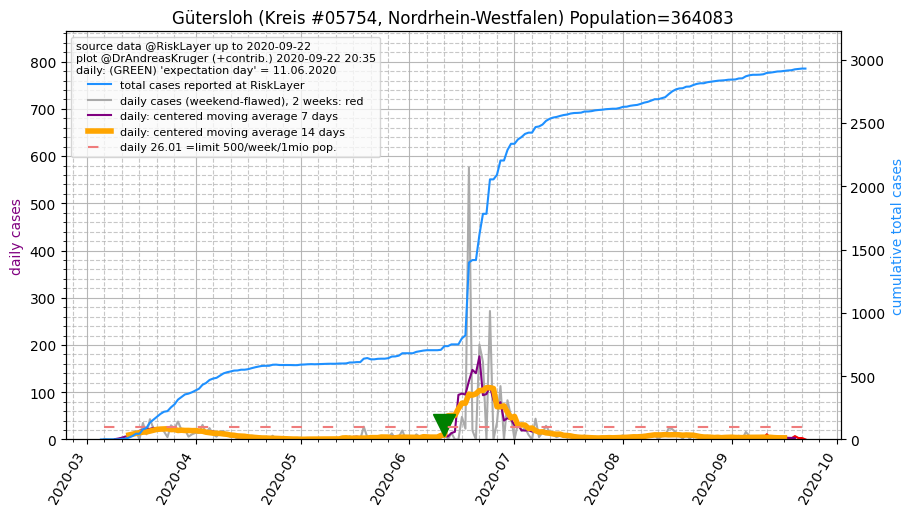 Gütersloh (Kreis #05754, Nordrhein-Westfalen) Population=364083
source data @RiskLayer up to 2020-09-22
plot @DrAndreasKruger (+contrib.) 2020-09-22 20:35
daily: (GREEN) 'expectation day' = 11.06.2020
total cases reported at RiskLayer
daily cases (weekend-flawed), 2 weeks: red
daily: centered moving average 7 days
daily: centered moving average 14 days
daily 26.01 =limit 500/week/1mio pop.
daily cases
800
700
600
500
400
300
200
100
0
3000
2500
2000
1500
1000
500
0
cumulative total cases
2020-03
2020-04
2020-05
2020-06
2020-07
2020-08
2020-09
2020-10